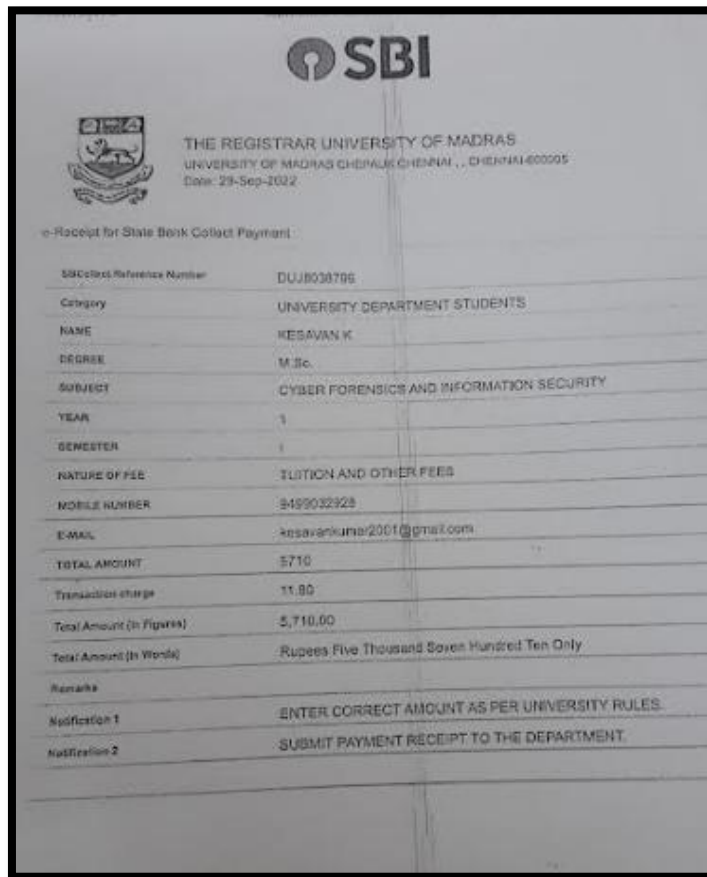 SBI
THE REGISTRAR UNIVERSITY OF MADRAS
UNIVERSITY OF MADRAS CHEPAUK CHENNAI , , CHENNAI-600005
Date: 29-Sep-2022
e-Receipt for State Bank Collect Payment
SBCollect Reference Number DUJ8038796
Category UNIVERSITY DEPARTMENT STUDENTS
NAME KESAVAN K
DEGREE M.Sc.
SUBJECT CYBER FORENSICS AND INFORMATION SECURITY
YEAR 1
SEMESTER I
NATURE OF FEE TUITION AND OTHER FEES
MOBILE NUMBER 9499032928
E-MAIL kesavankumar2001@gmail.com
TOTAL AMOUNT 5710
Transaction charge 11.80
Total Amount (In Figures) 5,710.00
Total Amount (In Words) Rupees Five Thousand Seven Hundred Ten Only
Remarks
Notification 1 ENTER CORRECT AMOUNT AS PER UNIVERSITY RULES.
Notification 2 SUBMIT PAYMENT RECEIPT TO THE DEPARTMENT.